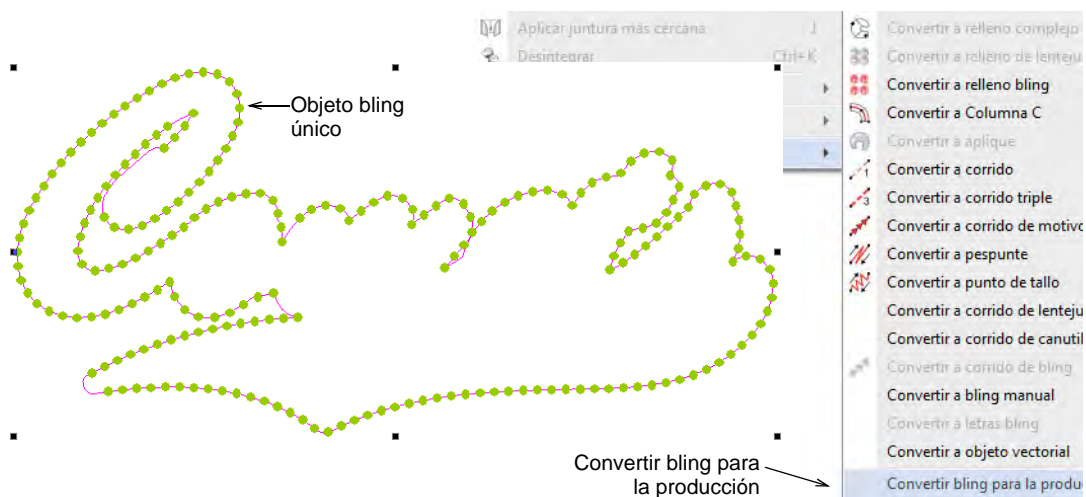 Aplicar juntura más cercana J
Desintegrar Ctrl+K
Objeto bling
único
Convertir a relleno complejo
Convertir a relleno de lenteju
Convertir a relleno bling
Convertir a Columna C
Convertir a aplique
Convertir a corrido
Convertir a corrido triple
Convertir a corrido de motivo
Convertir a pespunte
Convertir a punto de tallo
Convertir a corrido de lenteju
Convertir a corrido de canutil
Convertir a corrido de bling
Convertir a bling manual
Convertir a letras bling
Convertir a objeto vectorial
Convertir bling para la produc
Convertir bling para
la producción